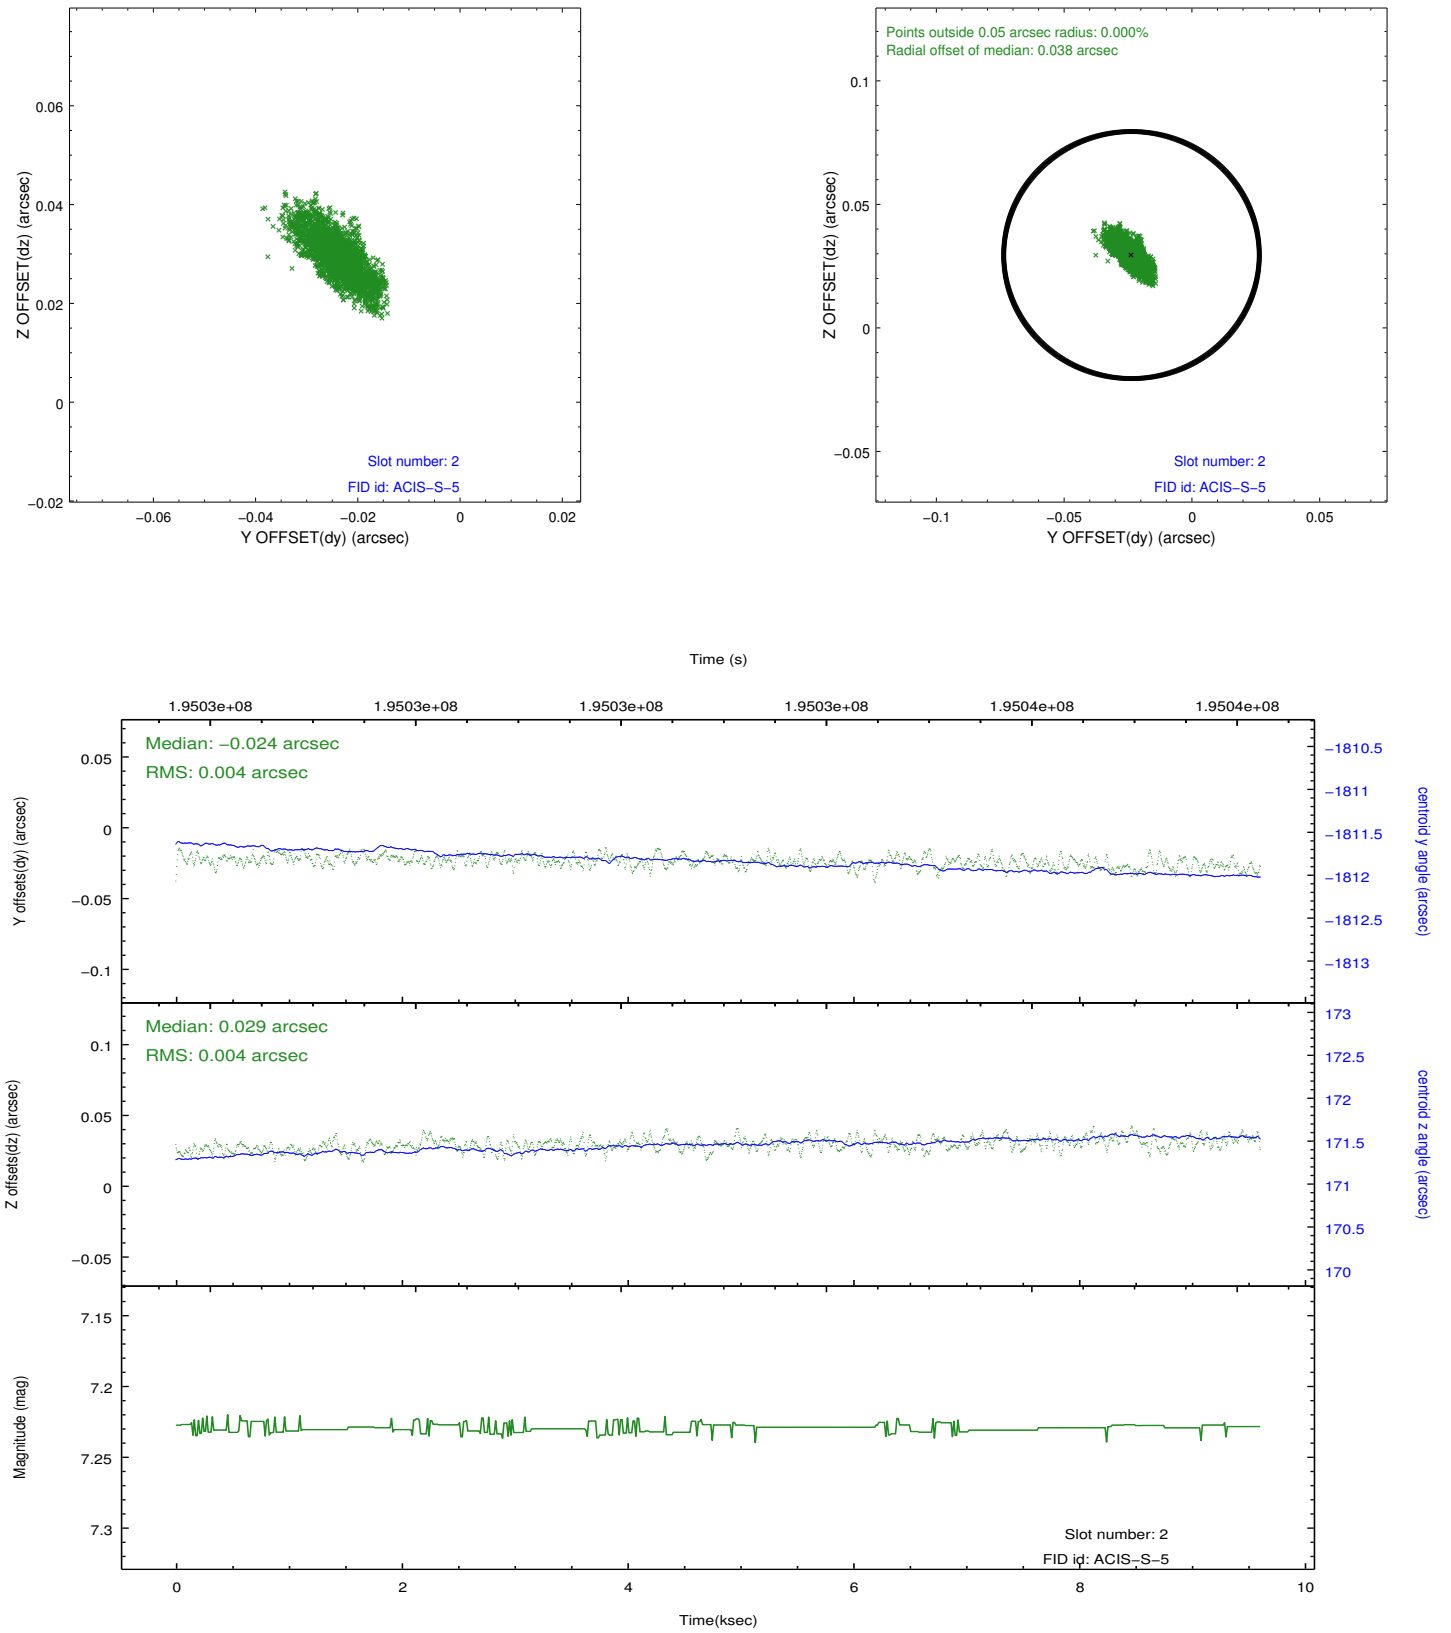 0.06
0.04
0.02
0
−0.02
Z OFFSET(dz) (arcsec)
Slot number: 2
FID id: ACIS−S−5
−0.06
−0.04
−0.02
0
0.02
Y OFFSET(dy) (arcsec)
Points outside 0.05 arcsec radius: 0.000%
Radial offset of median: 0.038 arcsec
0.1
0.05
0
−0.05
Z OFFSET(dz) (arcsec)
Slot number: 2
FID id: ACIS−S−5
−0.1
−0.05
0
0.05
Y OFFSET(dy) (arcsec)
Time (s)
1.9503e+08
1.9503e+08
1.9503e+08
1.9503e+08
1.9504e+08
1.9504e+08
Median: −0.024 arcsec
RMS: 0.004 arcsec
0.05
0
−0.05
−0.1
Y offsets(dy) (arcsec)
−1810.5
−1811
−1811.5
−1812
−1812.5
−1813
centroid y angle (arcsec)
Median: 0.029 arcsec
RMS: 0.004 arcsec
0.1
0.05
0
−0.05
Z offsets(dz) (arcsec)
173
172.5
172
171.5
171
170.5
170
centroid z angle (arcsec)
7.15
7.2
7.25
7.3
Magnitude (mag)
Slot number: 2
FID id: ACIS−S−5
0
2
4
6
8
10
Time(ksec)